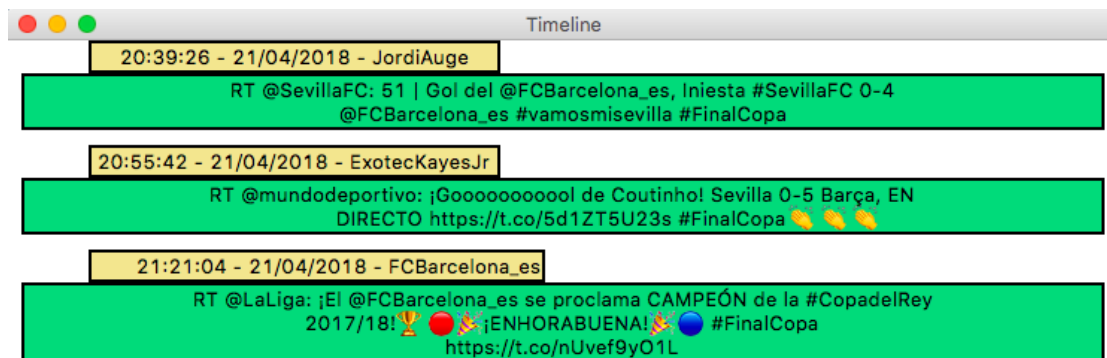 Timeline
20:39:26 - 21/04/2018 - JordiAuge
RT @SevillaFC: 51 | Gol del @FCBarcelona_es, Iniesta #SevillaFC 0-4
@FCBarcelona_es #vamosmisevilla #FinalCopa
20:55:42 - 21/04/2018 - ExotecKayesJr
RT @mundodeportivo: ¡Gooooooooool de Coutinho! Sevilla 0-5 Barça, EN
DIRECTO https://t.co/5d1ZT5U23s #FinalCopa👏 👏 👏
21:21:04 - 21/04/2018 - FCBarcelona_es
RT @LaLiga: ¡El @FCBarcelona_es se proclama CAMPEÓN de la #CopadelRey
2017/18!🏆 🔴🎉¡ENHORABUENA!🎉🔵 #FinalCopa
https://t.co/nUvef9yO1L